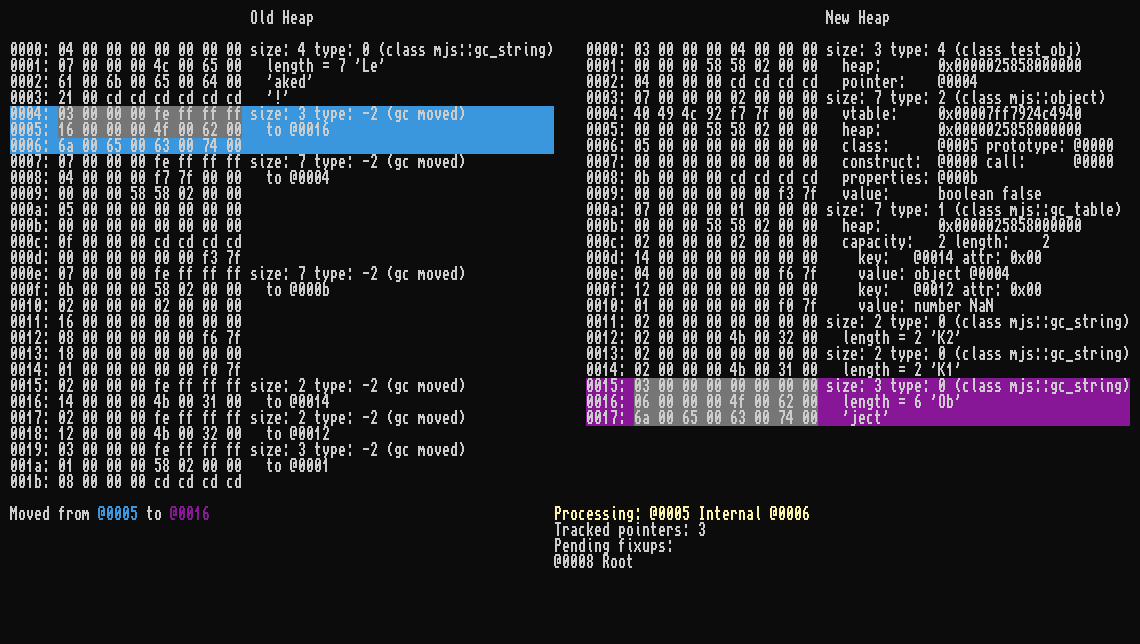 Old Heap
0000: 04 00 00 00 00 00 00 00 size: 4 type: 0 (class mjs::gc_string)
0001: 07 00 00 00 4c 00 65 00   length = 7 'Le'
0002: 61 00 6b 00 65 00 64 00   'aked'
0003: 21 00 cd cd cd cd cd cd   '!'
0004: 03 00 00 00 fe ff ff ff size: 3 type: -2 (gc moved)
0005: 16 00 00 00 4f 00 62 00   to @0016
0006: 6a 00 65 00 63 00 74 00
0007: 07 00 00 00 fe ff ff ff size: 7 type: -2 (gc moved)
0008: 04 00 00 00 f7 7f 00 00   to @0004
0009: 00 00 00 58 58 02 00 00
000a: 05 00 00 00 00 00 00 00
000b: 00 00 00 00 00 00 00 00
000c: 0f 00 00 00 cd cd cd cd
000d: 00 00 00 00 00 00 f3 7f
000e: 07 00 00 00 fe ff ff ff size: 7 type: -2 (gc moved)
000f: 0b 00 00 00 58 02 00 00   to @000b
0010: 02 00 00 00 02 00 00 00
0011: 16 00 00 00 00 00 00 00
0012: 08 00 00 00 00 00 f6 7f
0013: 18 00 00 00 00 00 00 00
0014: 01 00 00 00 00 00 f0 7f
0015: 02 00 00 00 fe ff ff ff size: 2 type: -2 (gc moved)
0016: 14 00 00 00 4b 00 31 00   to @0014
0017: 02 00 00 00 fe ff ff ff size: 2 type: -2 (gc moved)
0018: 12 00 00 00 4b 00 32 00   to @0012
0019: 03 00 00 00 fe ff ff ff size: 3 type: -2 (gc moved)
001a: 01 00 00 00 58 02 00 00   to @0001
001b: 08 00 00 00 cd cd cd cd
New Heap
0000: 03 00 00 00 04 00 00 00 size: 3 type: 4 (class test_obj)
0001: 00 00 00 58 58 02 00 00   heap:       0x0000025858000000
0002: 04 00 00 00 cd cd cd cd   pointer:    @0004
0003: 07 00 00 00 02 00 00 00 size: 7 type: 2 (class mjs::object)
0004: 40 49 4c 92 f7 7f 00 00   vtable:     0x00007ff7924c4940
0005: 00 00 00 58 58 02 00 00   heap:       0x0000025858000000
0006: 05 00 00 00 00 00 00 00   class:      @0005 prototype: @0000
0007: 00 00 00 00 00 00 00 00   construct:  @0000 call:      @0000
0008: 0b 00 00 00 cd cd cd cd   properties: @000b
0009: 00 00 00 00 00 00 f3 7f   value:      boolean false
000a: 07 00 00 00 01 00 00 00 size: 7 type: 1 (class mjs::gc_table)
000b: 00 00 00 58 58 02 00 00   heap:       0x0000025858000000
000c: 02 00 00 00 02 00 00 00   capacity:   2 length:    2
000d: 14 00 00 00 00 00 00 00     key:   @0014 attr: 0x00
000e: 04 00 00 00 00 00 f6 7f     value: object @0004
000f: 12 00 00 00 00 00 00 00     key:   @0012 attr: 0x00
0010: 01 00 00 00 00 00 f0 7f     value: number NaN
0011: 02 00 00 00 00 00 00 00 size: 2 type: 0 (class mjs::gc_string)
0012: 02 00 00 00 4b 00 32 00   length = 2 'K2'
0013: 02 00 00 00 00 00 00 00 size: 2 type: 0 (class mjs::gc_string)
0014: 02 00 00 00 4b 00 31 00   length = 2 'K1'
0015: 03 00 00 00 00 00 00 00 size: 3 type: 0 (class mjs::gc_string)
0016: 06 00 00 00 4f 00 62 00   length = 6 'Ob'
0017: 6a 00 65 00 63 00 74 00   'ject'
Moved from @0005 to @0016
Processing: @0005 Internal @0006
Tracked pointers: 3
Pending fixups:
@0008 Root